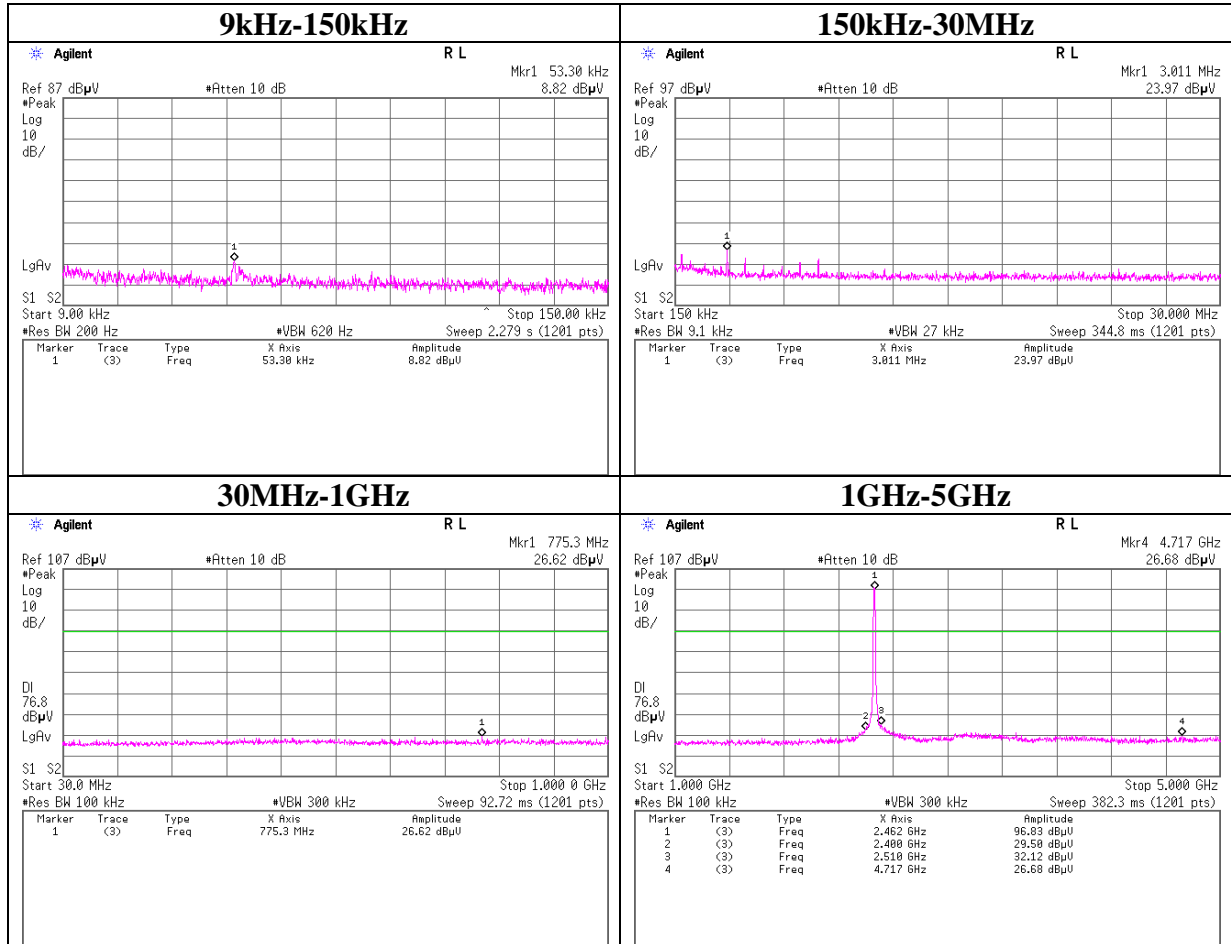 9kHz-150kHz
Agilent R L
Mkr1 53.30 kHz
Ref 87 dBµV #Atten 10 dB 8.82 dBµV
#Peak
Log
10
dB/
1
LgAv
S1 S2
Start 9.00 kHz ^ Stop 150.00 kHz
#Res BW 200 Hz #VBW 620 Hz Sweep 2.279 s (1201 pts)
Marker Trace Type X Axis Amplitude
1 (3) Freq 53.30 kHz 8.82 dBµV
150kHz-30MHz
Agilent R L
Mkr1 3.011 MHz
Ref 97 dBµV #Atten 10 dB 23.97 dBµV
#Peak
Log
10
dB/
1
LgAv
S1 S2
Start 150 kHz Stop 30.000 MHz
#Res BW 9.1 kHz #VBW 27 kHz Sweep 344.8 ms (1201 pts)
Marker Trace Type X Axis Amplitude
1 (3) Freq 3.011 MHz 23.97 dBµV
30MHz-1GHz
Agilent R L
Mkr1 775.3 MHz
Ref 107 dBµV #Atten 10 dB 26.62 dBµV
#Peak
Log
10
dB/
DI
76.8
dBµV
1
LgAv
S1 S2
Start 30.0 MHz Stop 1.000 0 GHz
#Res BW 100 kHz #VBW 300 kHz Sweep 92.72 ms (1201 pts)
Marker Trace Type X Axis Amplitude
1 (3) Freq 775.3 MHz 26.62 dBµV
1GHz-5GHz
Agilent R L
Mkr4 4.717 GHz
Ref 107 dBµV #Atten 10 dB 26.68 dBµV
#Peak
1
Log
10
dB/
DI
76.8
dBµV
2 3 4
LgAv
S1 S2
Start 1.000 GHz Stop 5.000 GHz
#Res BW 100 kHz #VBW 300 kHz Sweep 382.3 ms (1201 pts)
Marker Trace Type X Axis Amplitude
1 (3) Freq 2.462 GHz 96.83 dBµV
2 (3) Freq 2.400 GHz 29.50 dBµV
3 (3) Freq 2.510 GHz 32.12 dBµV
4 (3) Freq 4.717 GHz 26.68 dBµV